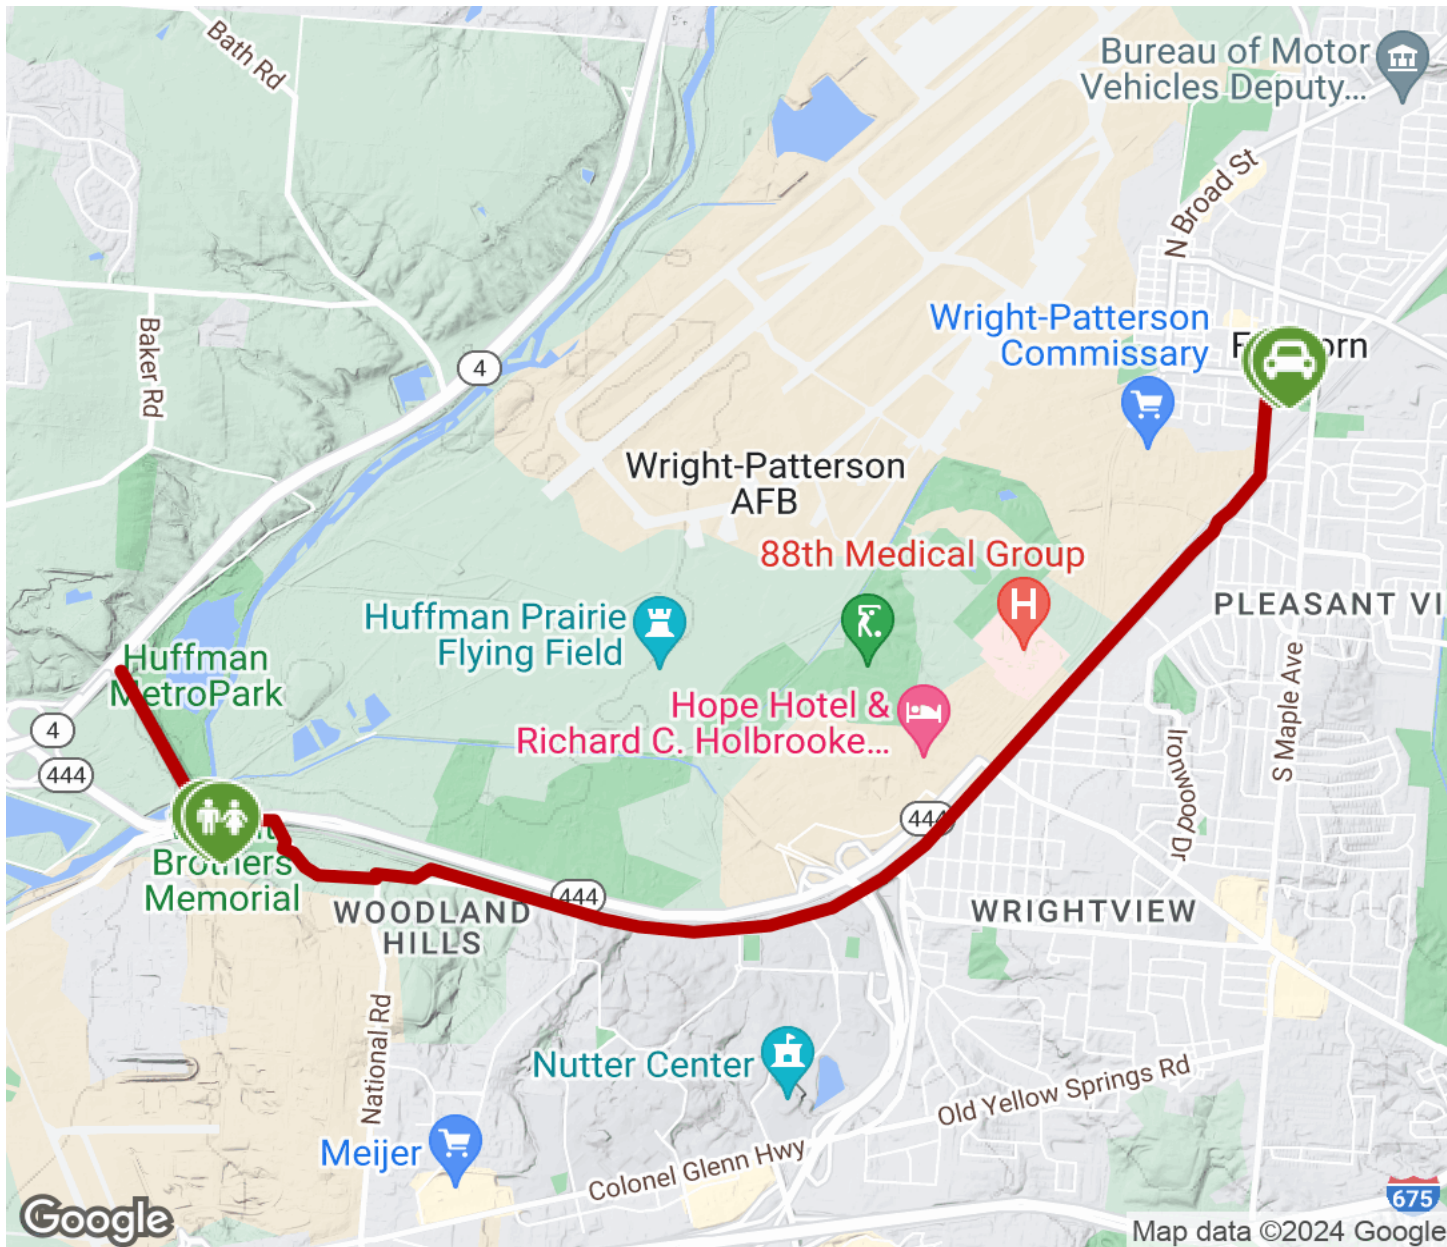 Bath Rd
Bureau of Motor
Vehicles Deputy...
N Broad St
Baker Rd
4
Wright-Patterson
Commissary
Wright-Patterson
AFB
88th Medical Group
H
Huffman Prairie
Flying Field
PLEASANT VI
Huffman
MetroPark
Hope Hotel &
Richard C. Holbrooke...
S Maple Ave
Ironwood Dr
4
444
444
Brothers
Memorial
444
WOODLAND
HILLS
WRIGHTVIEW
National Rd
Nutter Center
Old Yellow Springs Rd
Meijer
Colonel Glenn Hwy
675
Google
Map data ©2024 Google